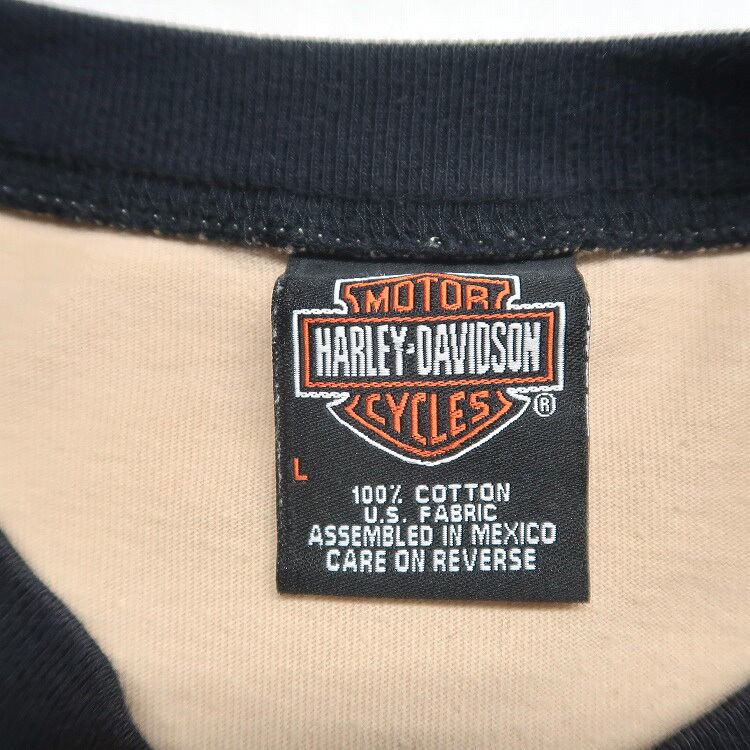 MOTOR
HARLEY-DAVIDSON
CYCLES
®
L
100% COTTON
U.S. FABRIC
ASSEMBLED IN MEXICO
CARE ON REVERSE